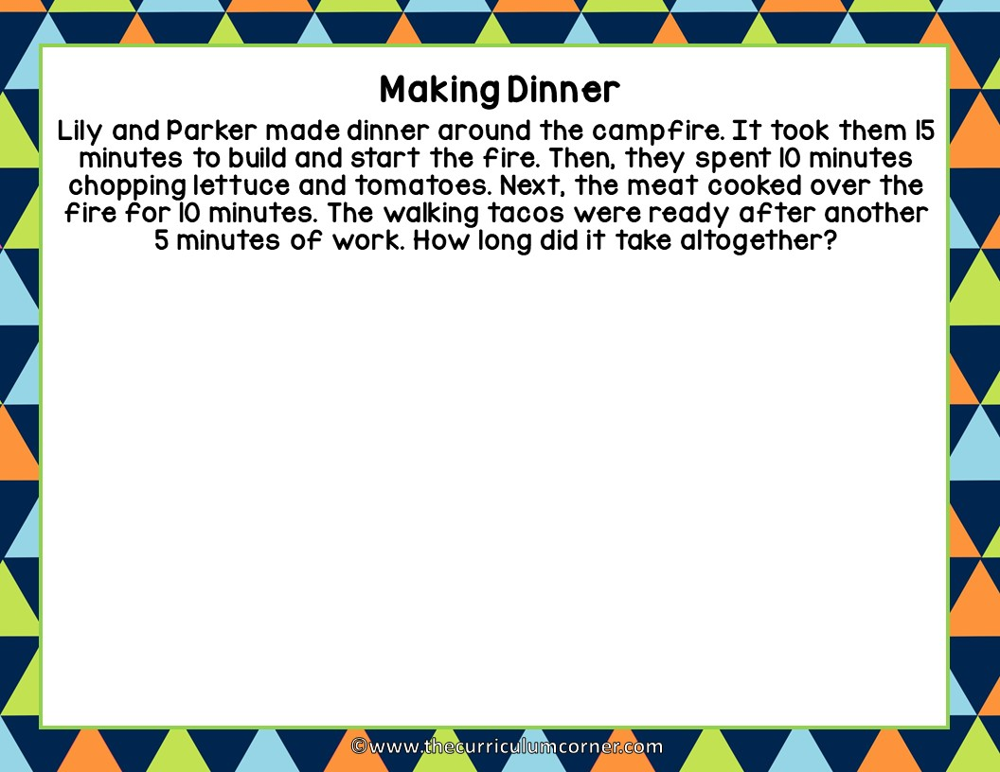 Making Dinner
Lily and Parker made dinner around the campfire. It took them 15
minutes to build and start the fire. Then, they spent 10 minutes
chopping lettuce and tomatoes. Next, the meat cooked over the
fire for 10 minutes. The walking tacos were ready after another
5 minutes of work. How long did it take altogether?
©www.thecurriculumcorner.com